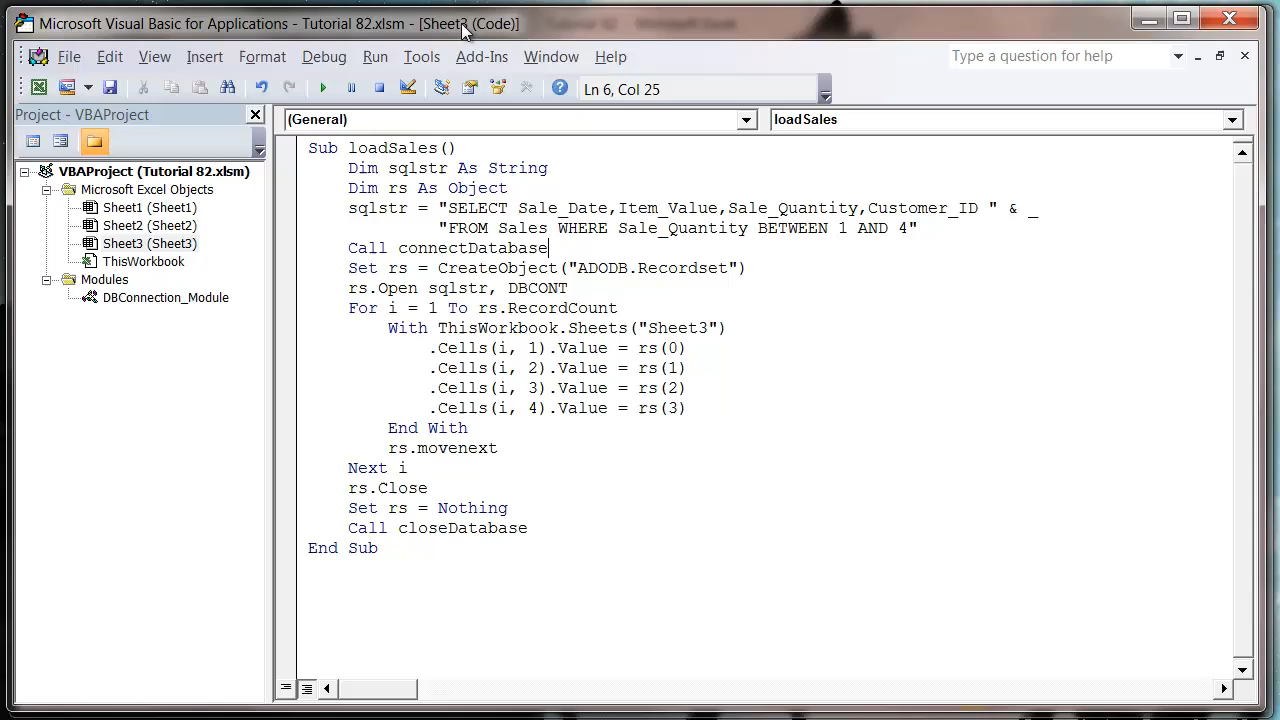 Microsoft Visual Basic for Applications - Tutorial 82.xlsm - [Sheet3 (Code)]
File Edit View Insert Format Debug Run Tools Add-Ins Window Help
Type a question for help
Ln 6, Col 25
Project - VBAProject
(General)
loadSales
VBAProject (Tutorial 82.xlsm)
Microsoft Excel Objects
Sheet1 (Sheet1)
Sheet2 (Sheet2)
Sheet3 (Sheet3)
ThisWorkbook
Modules
DBConnection_Module
Sub loadSales()
Dim sqlstr As String
Dim rs As Object
sqlstr = "SELECT Sale_Date,Item_Value,Sale_Quantity,Customer_ID " & _
"FROM Sales WHERE Sale_Quantity BETWEEN 1 AND 4"
Call connectDatabase
Set rs = CreateObject("ADODB.Recordset")
rs.Open sqlstr, DBCONT
For i = 1 To rs.RecordCount
With ThisWorkbook.Sheets("Sheet3")
.Cells(i, 1).Value = rs(0)
.Cells(i, 2).Value = rs(1)
.Cells(i, 3).Value = rs(2)
.Cells(i, 4).Value = rs(3)
End With
rs.movenext
Next i
rs.Close
Set rs = Nothing
Call closeDatabase
End Sub